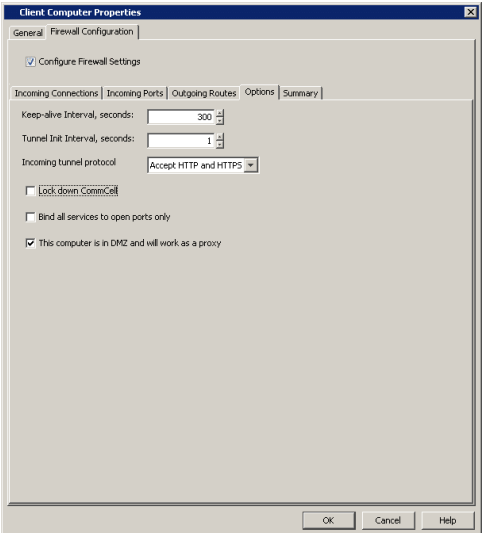 Client Computer Properties
General Firewall Configuration
Configure Firewall Settings
Incoming Connections Incoming Ports Outgoing Routes Options Summary
Keep-alive Interval, seconds: 300
Tunnel Init Interval, seconds: 1
Incoming tunnel protocol Accept HTTP and HTTPS
Lock down CommCell
Bind all services to open ports only
This computer is in DMZ and will work as a proxy
OK Cancel Help